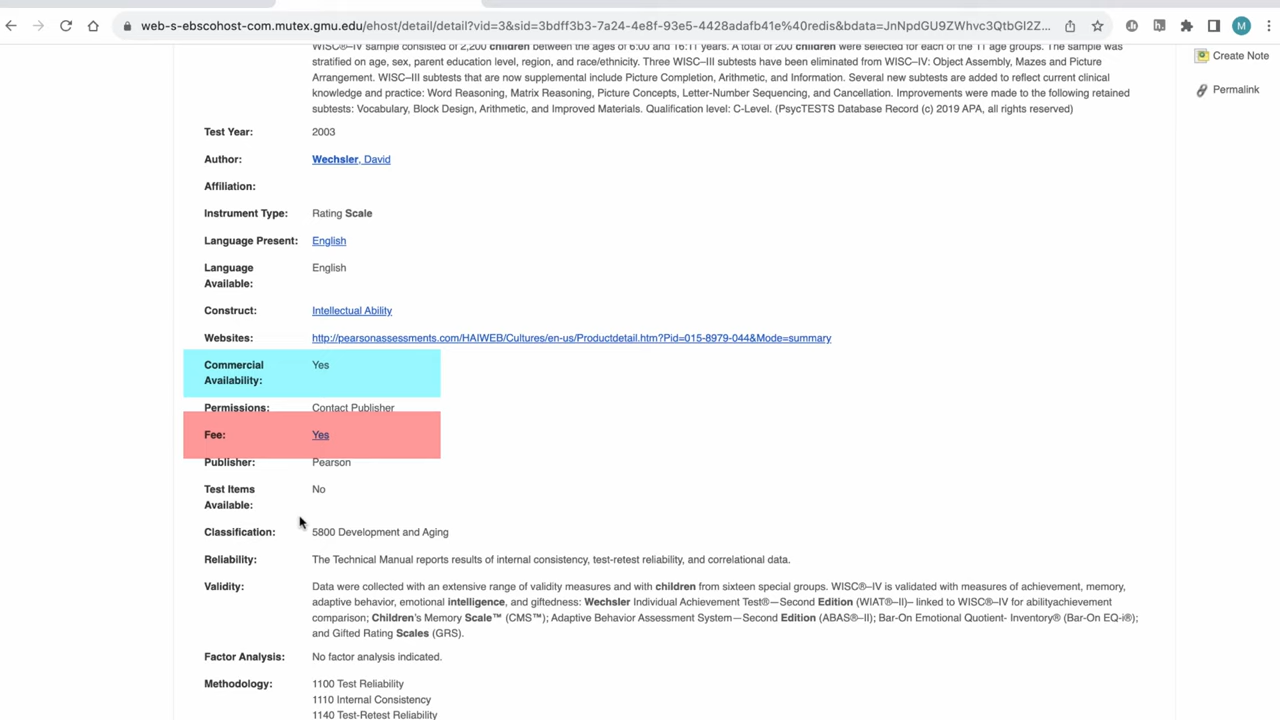 web-s-ebscohost-com.mutex.gmu.edu/ehost/detail/detail?vid=3&sid=3bdff3b3-7a24-4e8f-93e5-4428adafb41e%40redis&bdata=JnNpdGU9ZWhvc3QtbGl2Z...
M
WISC®–IV sample consisted of 2,200 children between the ages of 6:00 and 16:11 years. A total of 200 children were selected for each of the 11 age groups. The sample was
stratified on age, sex, parent education level, region, and race/ethnicity. Three WISC–III subtests have been eliminated from WISC–IV: Object Assembly, Mazes and Picture
Arrangement. WISC–III subtests that are now supplemental include Picture Completion, Arithmetic, and Information. Several new subtests are added to reflect current clinical
knowledge and practice: Word Reasoning, Matrix Reasoning, Picture Concepts, Letter-Number Sequencing, and Cancellation. Improvements were made to the following retained
subtests: Vocabulary, Block Design, Arithmetic, and Improved Materials. Qualification level: C-Level. (PsycTESTS Database Record (c) 2019 APA, all rights reserved)
Create Note
Permalink
Test Year: 2003
Author: Wechsler, David
Affiliation:
Instrument Type: Rating Scale
Language Present: English
Language Available: English
Construct: Intellectual Ability
Websites: http://pearsonassessments.com/HAIWEB/Cultures/en-us/Productdetail.htm?Pid=015-8979-044&Mode=summary
Commercial Availability: Yes
Permissions: Contact Publisher
Fee: Yes
Publisher: Pearson
Test Items Available: No
Classification: 5800 Development and Aging
Reliability: The Technical Manual reports results of internal consistency, test-retest reliability, and correlational data.
Validity: Data were collected with an extensive range of validity measures and with children from sixteen special groups. WISC®–IV is validated with measures of achievement, memory,
adaptive behavior, emotional intelligence, and giftedness: Wechsler Individual Achievement Test®—Second Edition (WIAT®–II)– linked to WISC®–IV for abilityachievement
comparison; Children's Memory Scale™ (CMS™); Adaptive Behavior Assessment System—Second Edition (ABAS®–II); Bar-On Emotional Quotient- Inventory® (Bar-On EQ-i®);
and Gifted Rating Scales (GRS).
Factor Analysis: No factor analysis indicated.
Methodology: 1100 Test Reliability
1110 Internal Consistency
1140 Test-Retest Reliability